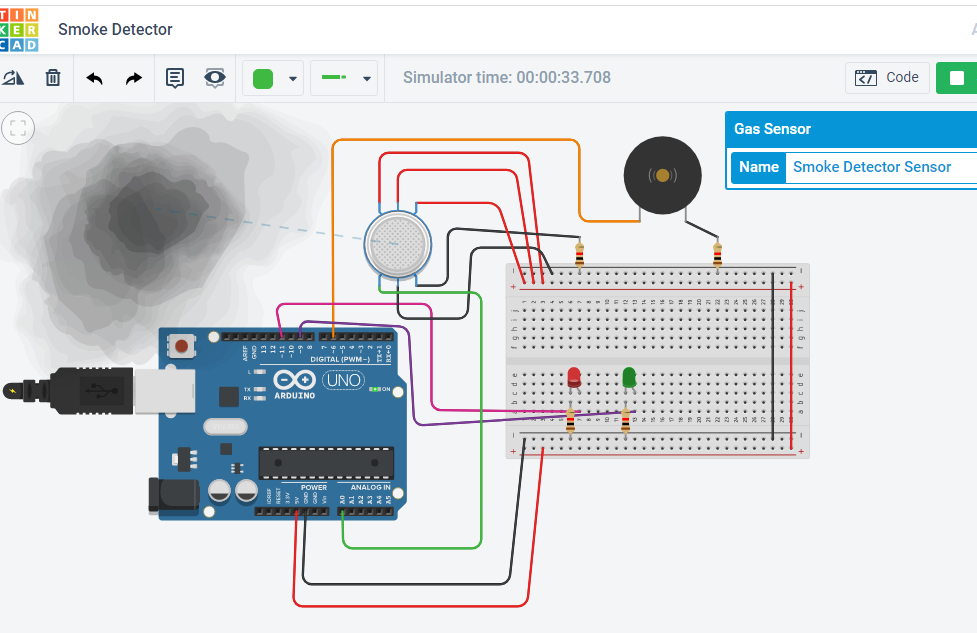 TIN
KER
CAD
Smoke Detector
Simulator time: 00:00:33.708
Code
Gas Sensor
Name
Smoke Detector Sensor
AREF
GND
13
12
~11
~10
~9
8
7
~6
~5
4
~3
2
TX→1
RX←0
DIGITAL (PWM~)
L
TX
RX
UNO
ARDUINO
ON
POWER
ANALOG IN
IOREF
RESET
3.3V
5V
GND
GND
Vin
A0
A1
A2
A3
A4
A5